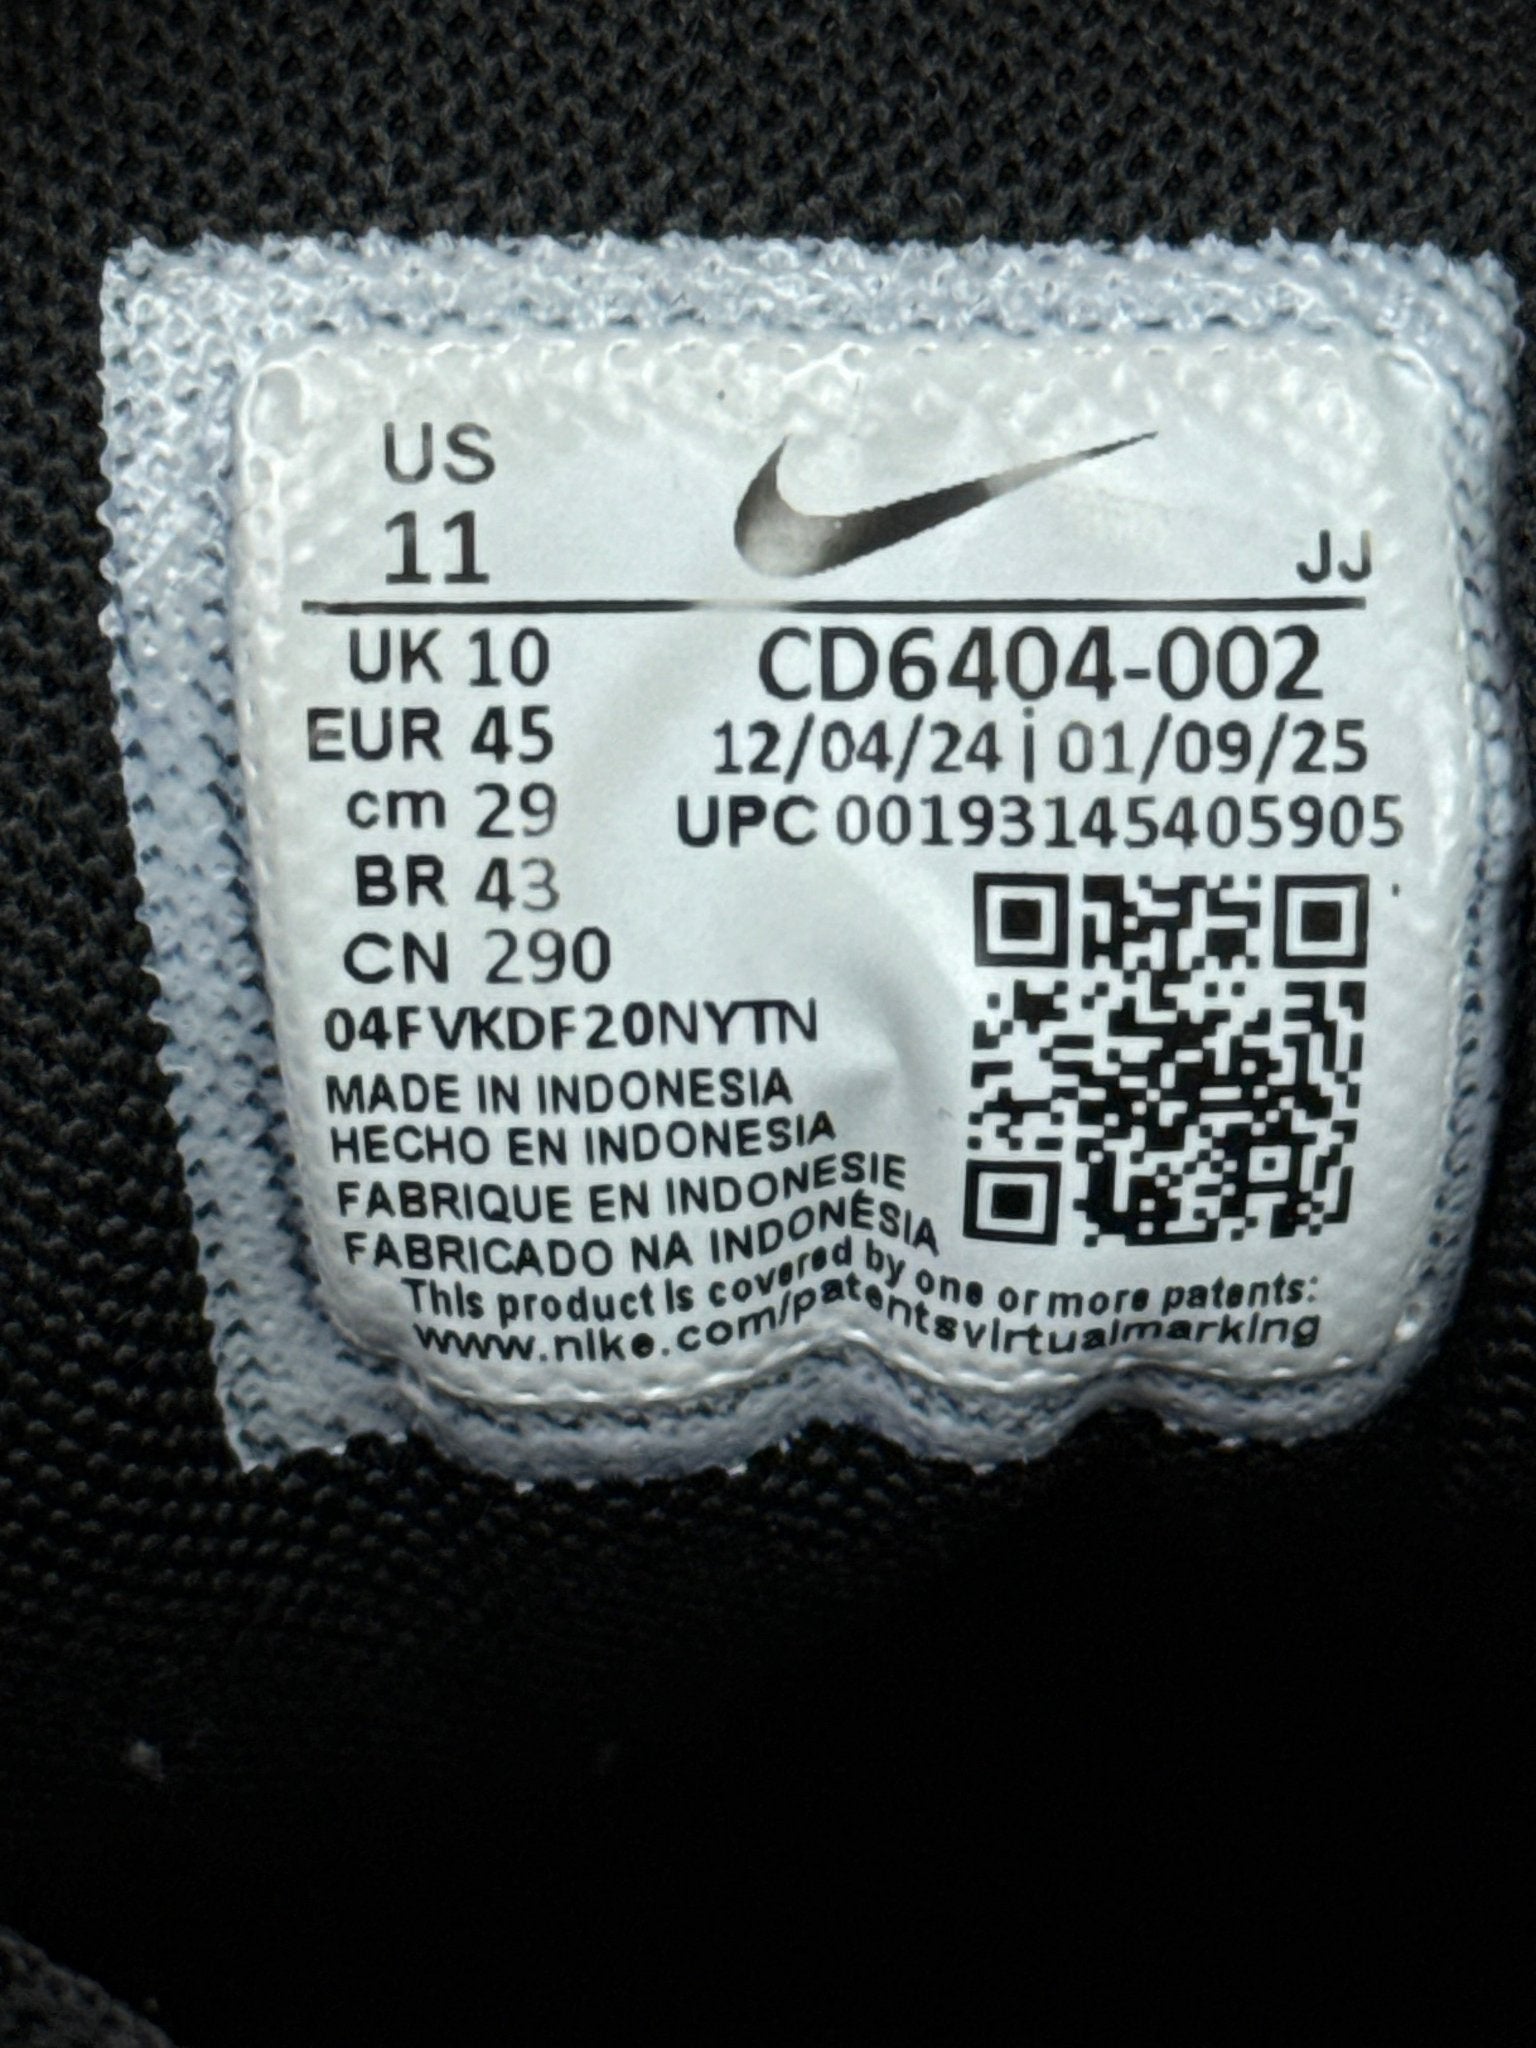 US
11
JJ
UK 10
EUR 45
cm 29
BR 43
CN 290
CD6404-002
12/04/24 | 01/09/25
UPC 00193145405905
04FVKDF20NYTN
MADE IN INDONESIA
HECHO EN INDONESIA
FABRIQUE EN INDONESIE
FABRICADO NA INDONÉSIA
This product is covered by one or more patents:
www.nike.com/patentsvirtualmarking